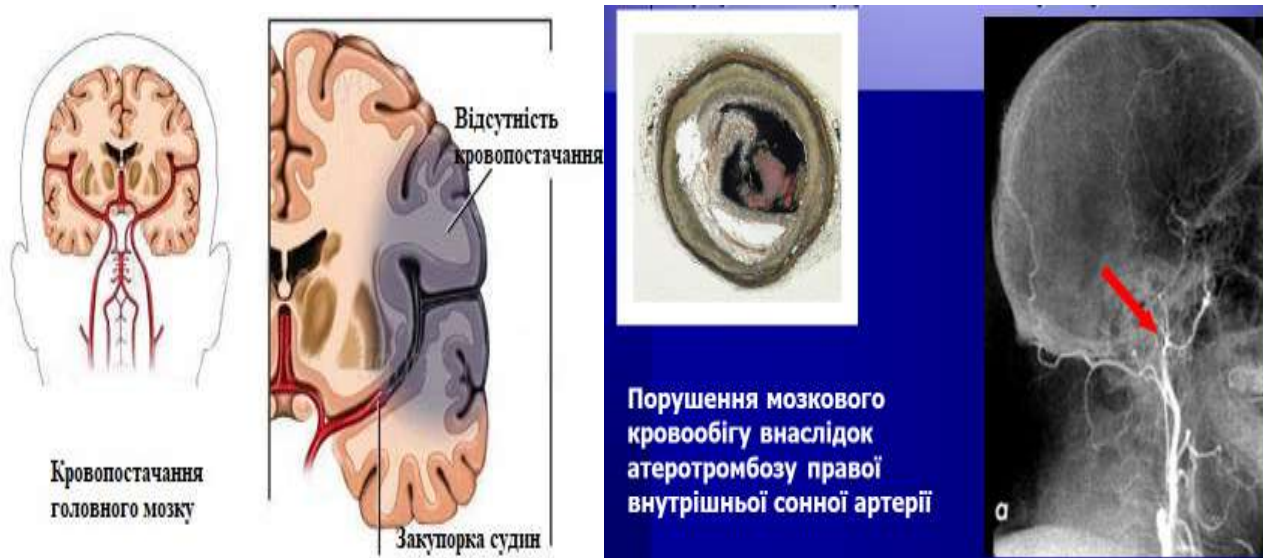 Відсутність
кровопостачання
Кровопостачання
головного мозку
Закупорка судин
Порушення мозкового
кровообігу внаслідок
атеротромбозу правої
внутрішньої сонної артерії
a